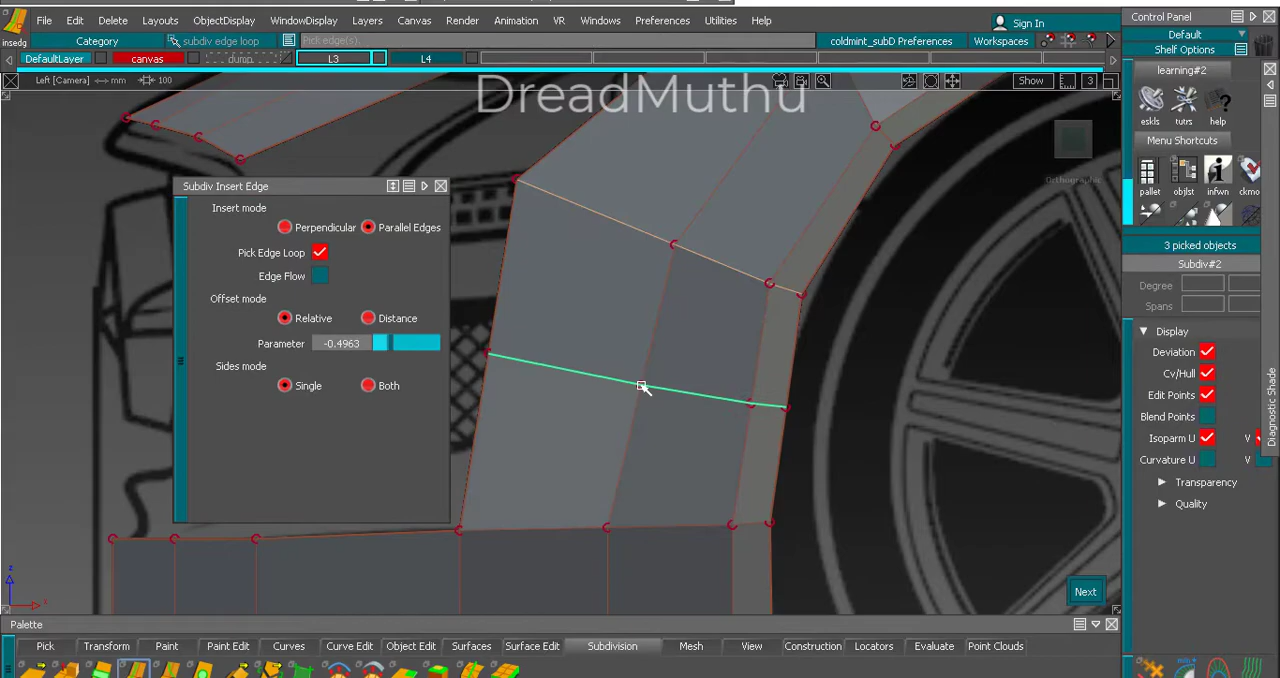 File Edit Delete Layouts ObjectDisplay WindowDisplay Layers Canvas Render Animation VR Windows Preferences Utilities Help
Sign In
insedg
Category subdiv edge loop Pick edge(s).
coldmint_subD Preferences Workspaces
DefaultLayer canvas dump L3 L4
Left [Camera] mm 100
Show 3
DreadMuthu
Orthographic
Subdiv Insert Edge
Insert mode
Perpendicular Parallel Edges
Pick Edge Loop
Edge Flow
Offset mode
Relative Distance
Parameter -0.4963
Sides mode
Single Both
Next
Control Panel
Default
Shelf Options
learning#2
eskls tutrs help
Menu Shortcuts
pallet objlst infwn ckmo
3 picked objects
Subdiv#2
Degree
Spans
Display
Deviation
Cv/Hull
Edit Points
Blend Points
Isoparm U V
Curvature U V
Transparency
Quality
Diagnostic Shade
z
x
Palette
Pick Transform Paint Paint Edit Curves Curve Edit Object Edit Surfaces Surface Edit Subdivision Mesh View Construction Locators Evaluate Point Clouds